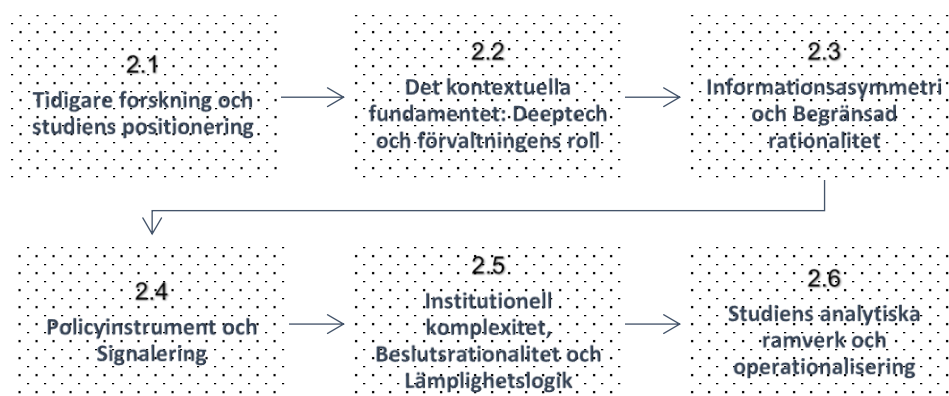 2.1
Tidigare forskning och
studiens positionering
2.2
Det kontextuella
fundamentet: Deeptech
och förvaltningens roll
2.3
Informationsasymmetri
och Begränsad
rationalitet
2.4
Policyinstrument och
Signalering
2.5
Institutionell
komplexitet,
Beslutsrationalitet och
Lämplighetslogik
2.6
Studiens analytiska
ramverk och
operationalisering